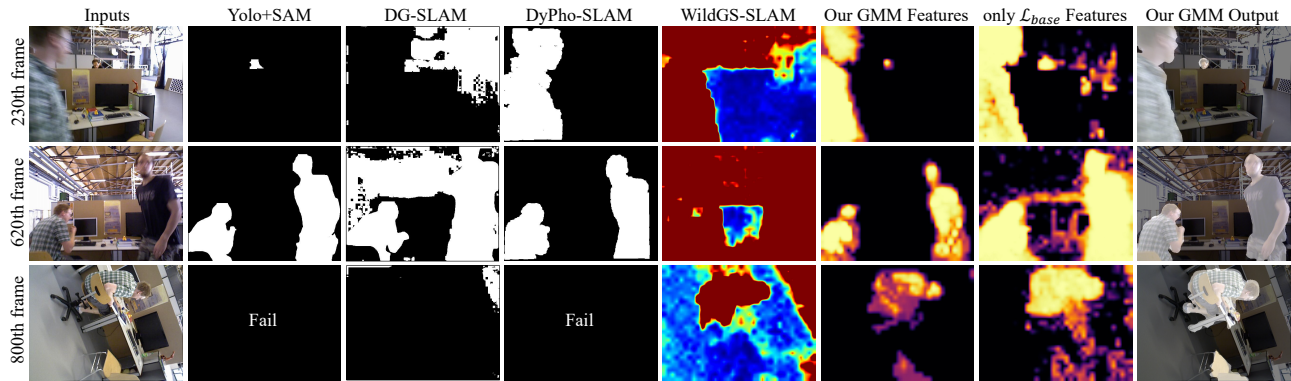 Inputs Yolo+SAM DG-SLAM DyPho-SLAM WildGS-SLAM Our GMM Features only 𝓛base Features Our GMM Output
230th frame
620th frame
800th frame
Fail Fail